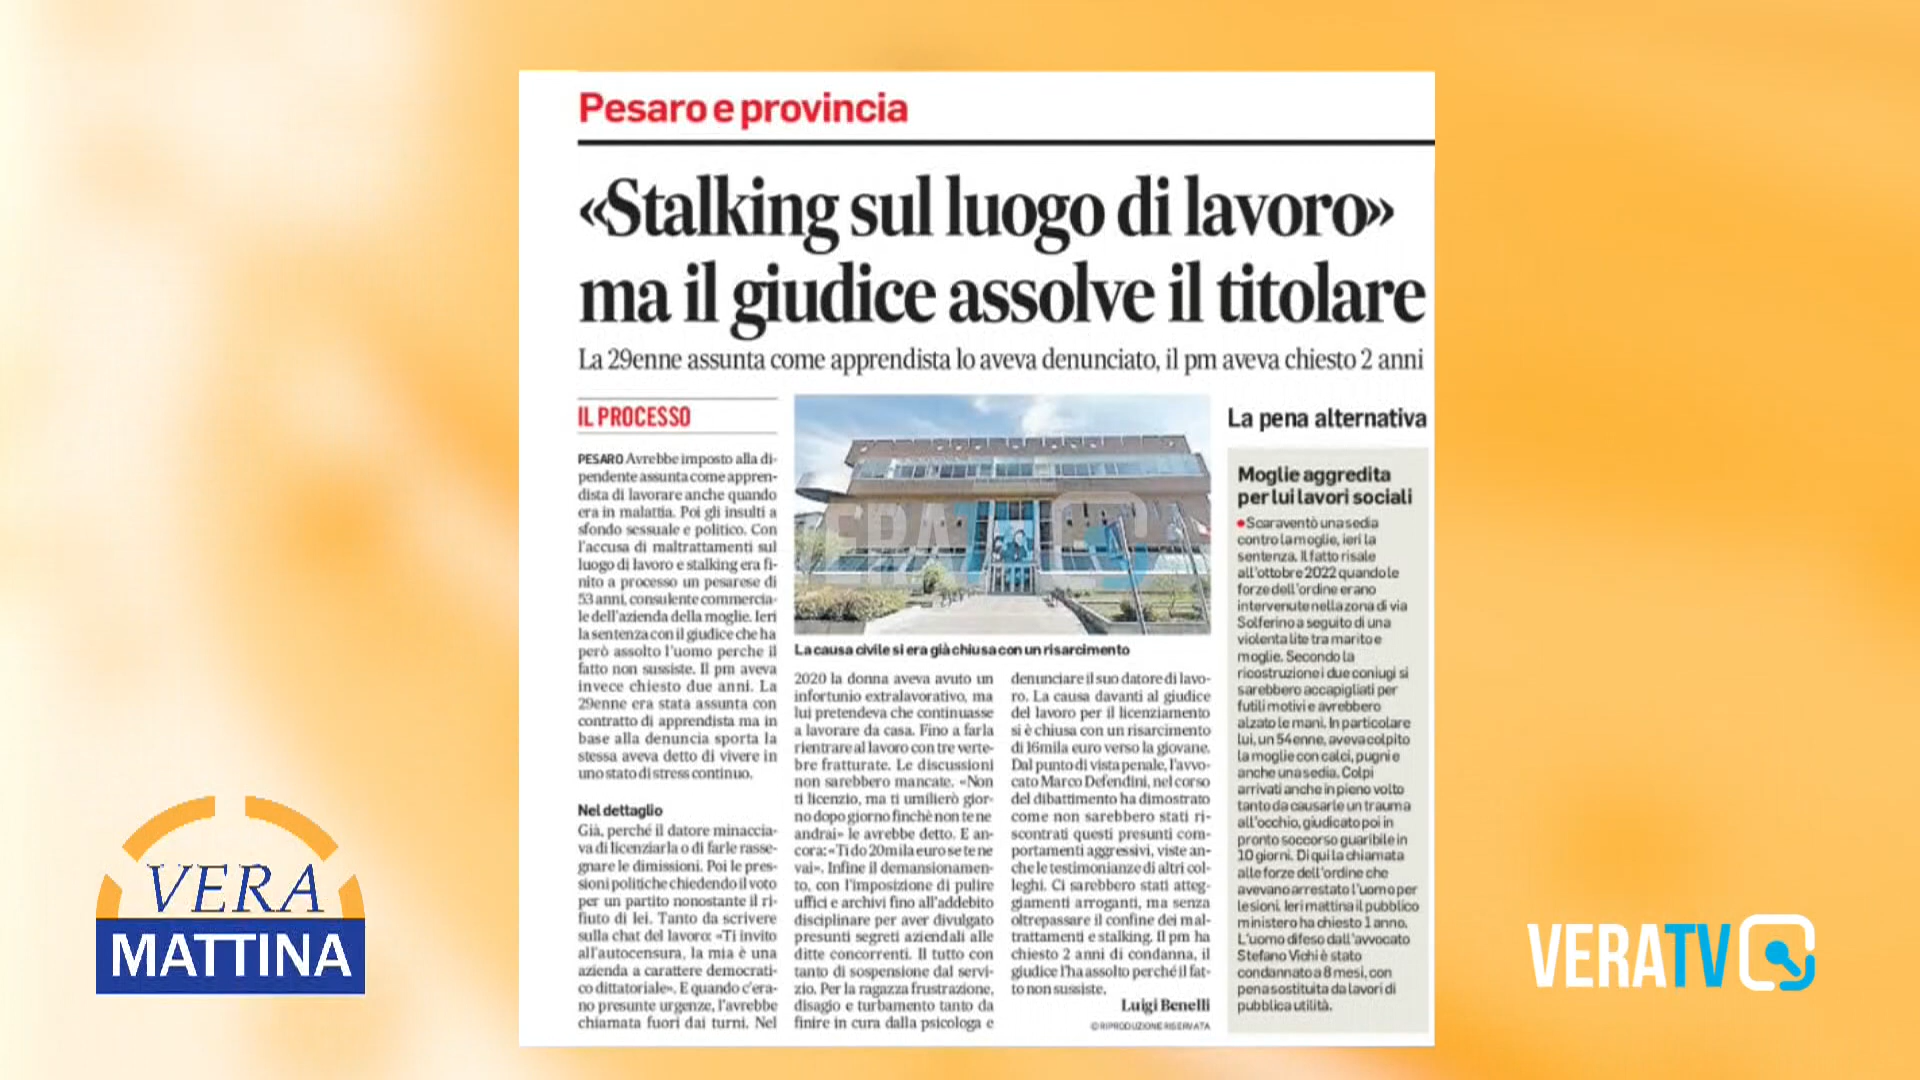 Pesaro e provincia
«Stalking sul luogo di lavoro»
ma il giudice assolve il titolare
La 29enne assunta come apprendista lo aveva denunciato, il pm aveva chiesto 2 anni
IL PROCESSO
PESARO Avrebbe imposto alla di-
pendente assunta come appren-
dista di lavorare anche quando
era in malattia. Poi gli insulti a
sfondo sessuale e politico. Con
l'accusa di maltrattamenti sul
luogo di lavoro e stalking era fi-
nito a processo un pesarese di
53 anni, consulente commercia-
le dell'azienda della moglie. Ieri
la sentenza con il giudice che ha
però assolto l'uomo perche il
fatto non sussiste. Il pm aveva
invece chiesto due anni. La
29enne era stata assunta con
contratto di apprendista ma in
base alla denuncia sporta la
stessa aveva detto di vivere in
uno stato di stress continuo.
Nel dettaglio
Già, perché il datore minaccia-
va di licenziarla o di farle rasse-
gnare le dimissioni. Poi le pres-
sioni politiche chiedendo il voto
per un partito nonostante il ri-
fiuto di lei. Tanto da scrivere
sulla chat del lavoro: «Ti invito
all'autocensura, la mia è una
azienda a carattere democrati-
co dittatoriale». E quando c'era-
no presunte urgenze, l'avrebbe
chiamata fuori dai turni. Nel
VERATV
La causa civile si era già chiusa con un risarcimento
2020 la donna aveva avuto un
infortunio extralavorativo, ma
lui pretendeva che continuasse
a lavorare da casa. Fino a farla
rientrare al lavoro con tre verte-
bre fratturate. Le discussioni
non sarebbero mancate. «Non
ti licenzio, ma ti umilierò gior-
no dopo giorno finchè non te ne
andrai» le avrebbe detto. E an-
cora: «Ti do 20mila euro se te ne
vai». Infine il demansionamen-
to, con l'imposizione di pulire
uffici e archivi fino all'addebito
disciplinare per aver divulgato
presunti segreti aziendali alle
ditte concorrenti. Il tutto con
tanto di sospensione dal servi-
zio. Per la ragazza frustrazione,
disagio e turbamento tanto da
finire in cura dalla psicologa e
denunciare il suo datore di lavo-
ro. La causa davanti al giudice
del lavoro per il licenziamento
si è chiusa con un risarcimento
di 16mila euro verso la giovane.
Dal punto di vista penale, l'avvo-
cato Marco Defendini, nel corso
del dibattimento ha dimostrato
come non sarebbero stati ri-
scontrati questi presunti com-
portamenti aggressivi, viste an-
che le testimonianze di altri col-
leghi. Ci sarebbero stati atteg-
giamenti arroganti, ma senza
oltrepassare il confine dei mal-
trattamenti e stalking. Il pm ha
chiesto 2 anni di condanna, il
giudice l'ha assolto perché il fat-
to non sussiste.
Luigi Benelli
© RIPRODUZIONE RISERVATA
La pena alternativa
Moglie aggredita
per lui lavori sociali
● Scaraventò una sedia
contro la moglie, ieri la
sentenza. Il fatto risale
all'ottobre 2022 quando le
forze dell'ordine erano
intervenute nella zona di via
Solferino a seguito di una
violenta lite tra marito e
moglie. Secondo la
ricostruzione i due coniugi si
sarebbero accapigliati per
futili motivi e avrebbero
alzato le mani. In particolare
lui, un 54enne, aveva colpito
la moglie con calci, pugni e
anche una sedia. Colpi
arrivati anche in pieno volto
tanto da causarle un trauma
all'occhio, giudicato poi in
pronto soccorso guaribile in
10 giorni. Di qui la chiamata
alle forze dell'ordine che
avevano arrestato l'uomo per
lesioni. Ieri mattina il pubblico
ministero ha chiesto 1 anno.
L'uomo difeso dall'avvocato
Stefano Vichi è stato
condannato a 8 mesi, con
pena sostituita da lavori di
pubblica utilità.
VERA
MATTINA
VERATV